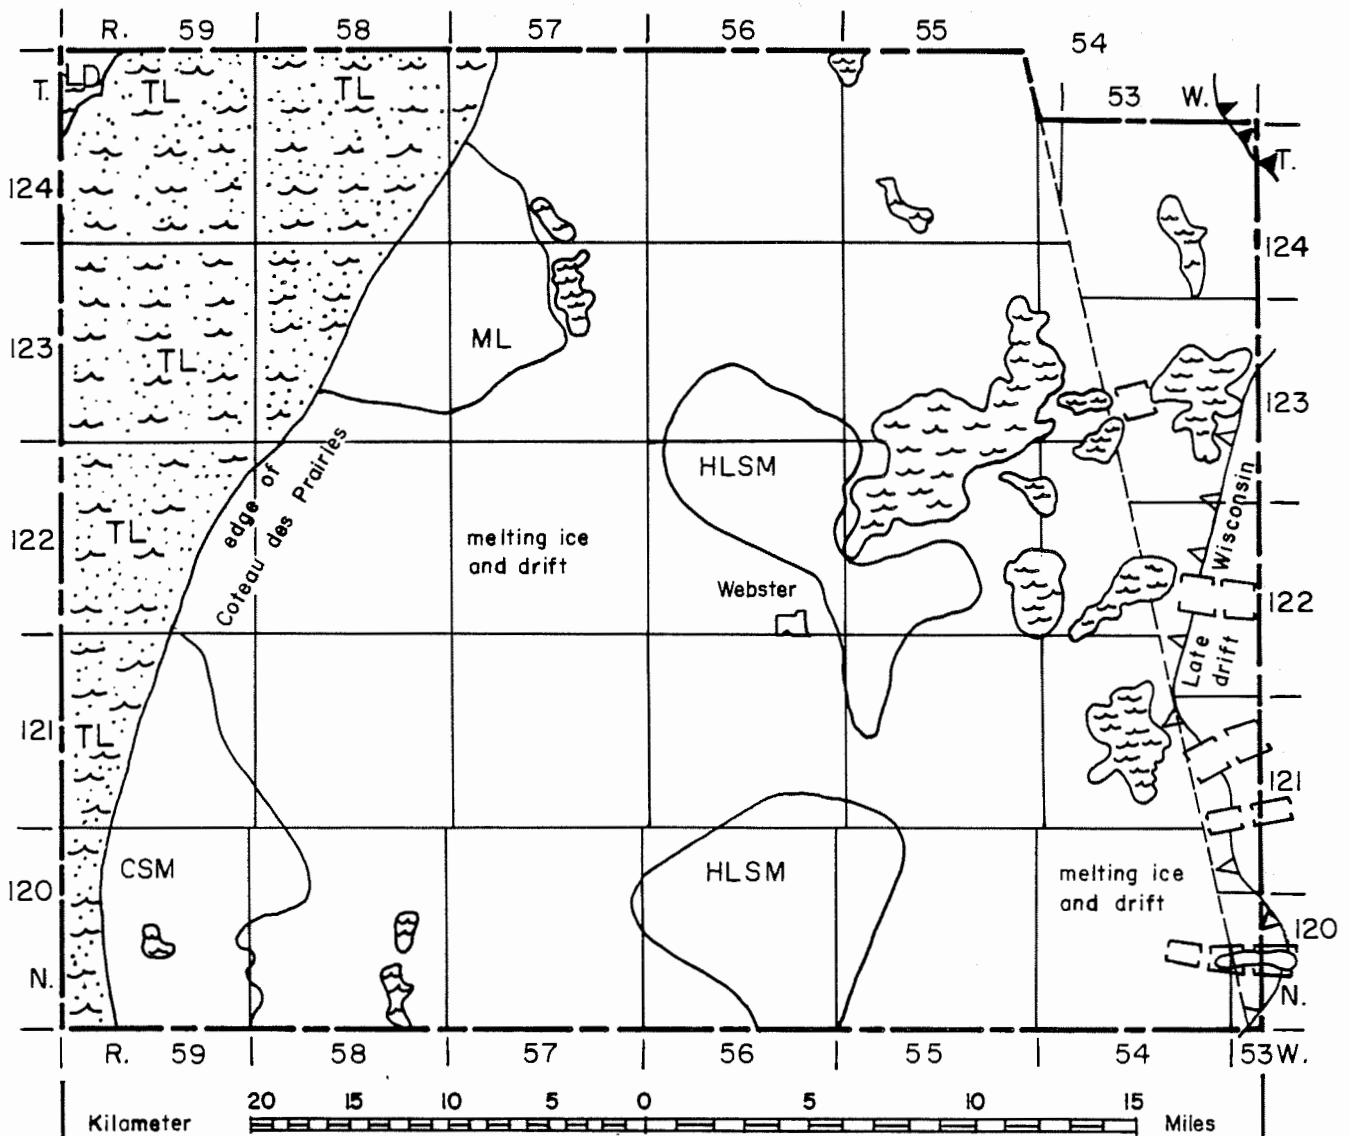 R. 59 58 57 56 55 54
53 W.
LD
T. TL TL
T.
124
124
ML
123
TL
123
HLSM
edge of
Coteau des Prairies
Wisconsin
TL
122
melting ice
and drift
Webster
122
Late
drift
121
TL
121
CSM
HLSM
melting ice
and drift
120
120
N.
N.
R. 59 58 57 56 55 54 53W.
20 15 10 5 0 5 10 15
Kilometer Miles